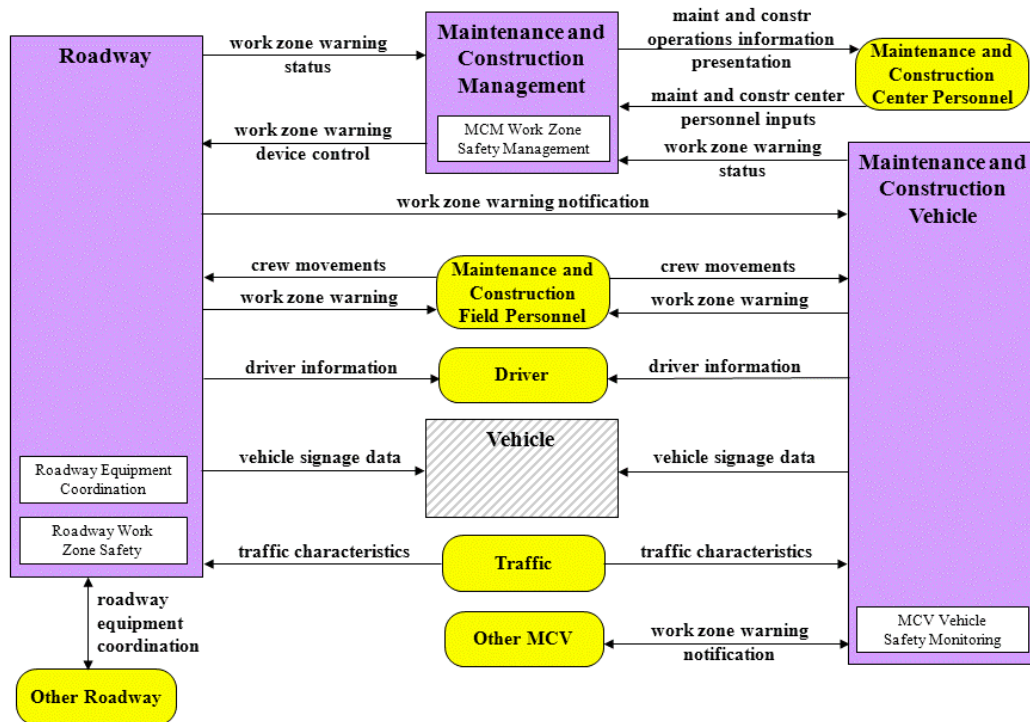 Roadway
work zone warning
status
Maintenance and
Construction
Management
maint and constr
operations information
presentation
Maintenance and
Construction
Center Personnel
maint and constr center
personnel inputs
work zone warning
device control
MCM Work Zone
Safety Management
work zone warning
status
Maintenance and
Construction
Vehicle
work zone warning notification
crew movements
Maintenance and
Construction
Field Personnel
crew movements
work zone warning
work zone warning
driver information
Driver
driver information
Vehicle
vehicle signage data
vehicle signage data
Roadway Equipment
Coordination
Roadway Work
Zone Safety
traffic characteristics
Traffic
traffic characteristics
roadway
equipment
coordination
Other MCV
work zone warning
notification
MCV Vehicle
Safety Monitoring
Other Roadway